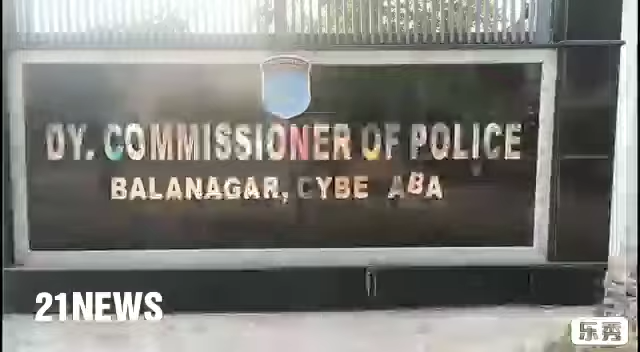 DY. COMMISSIONER OF POLICE
BALANAGAR, CYBE ABA
21NEWS
乐秀